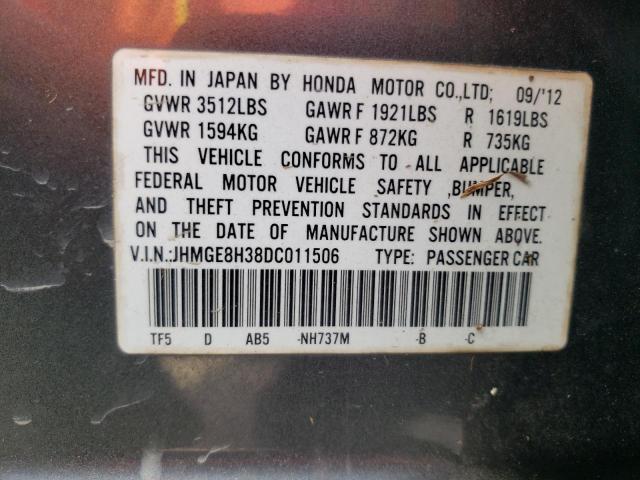 MFD. IN JAPAN BY HONDA MOTOR CO.,LTD; 09/'12
GVWR 3512LBS GAWR F 1921LBS R 1619LBS
GVWR 1594KG GAWR F 872KG R 735KG
THIS VEHICLE CONFORMS TO ALL APPLICABLE
FEDERAL MOTOR VEHICLE SAFETY ,BUMPER,
AND THEFT PREVENTION STANDARDS IN EFFECT
ON THE DATE OF MANUFACTURE SHOWN ABOVE.
V.I.N.:JHMGE8H38DC011506 TYPE: PASSENGER CAR
TF5 D AB5 -NH737M -B -C